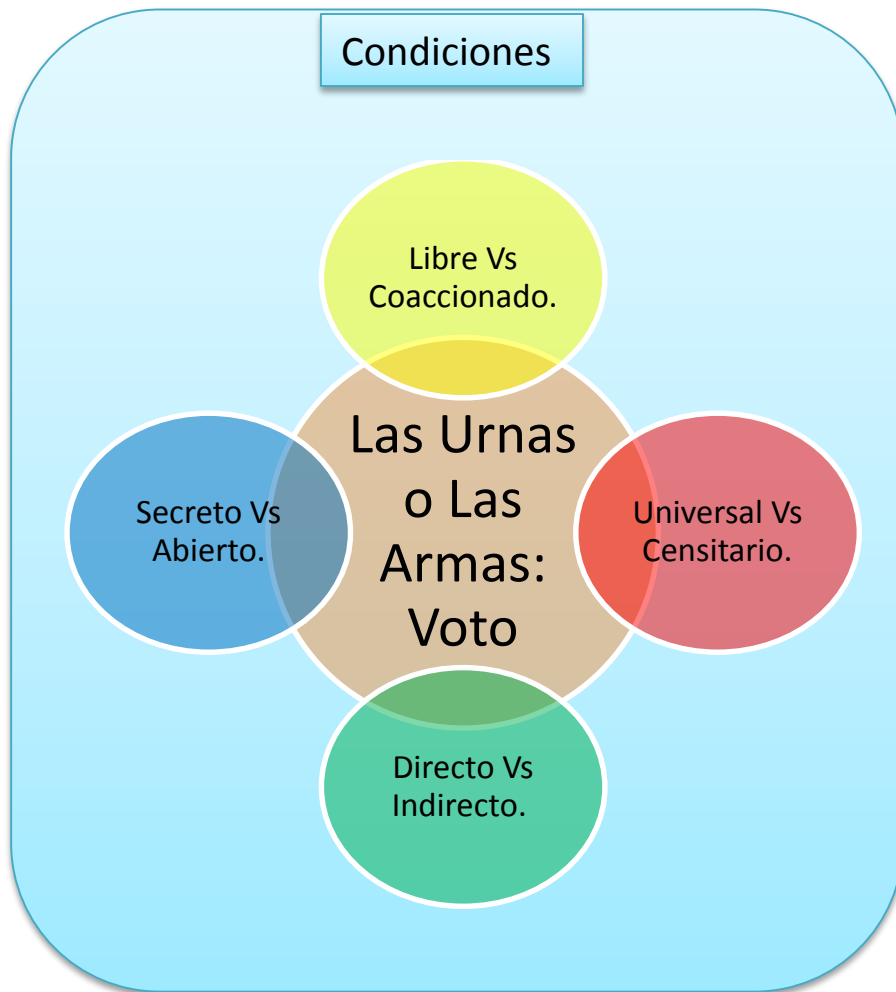 Condiciones
Libre Vs
Coaccionado.
Las Urnas
o Las
Armas:
Voto
Secreto Vs
Abierto.
Universal Vs
Censitario.
Directo Vs
Indirecto.